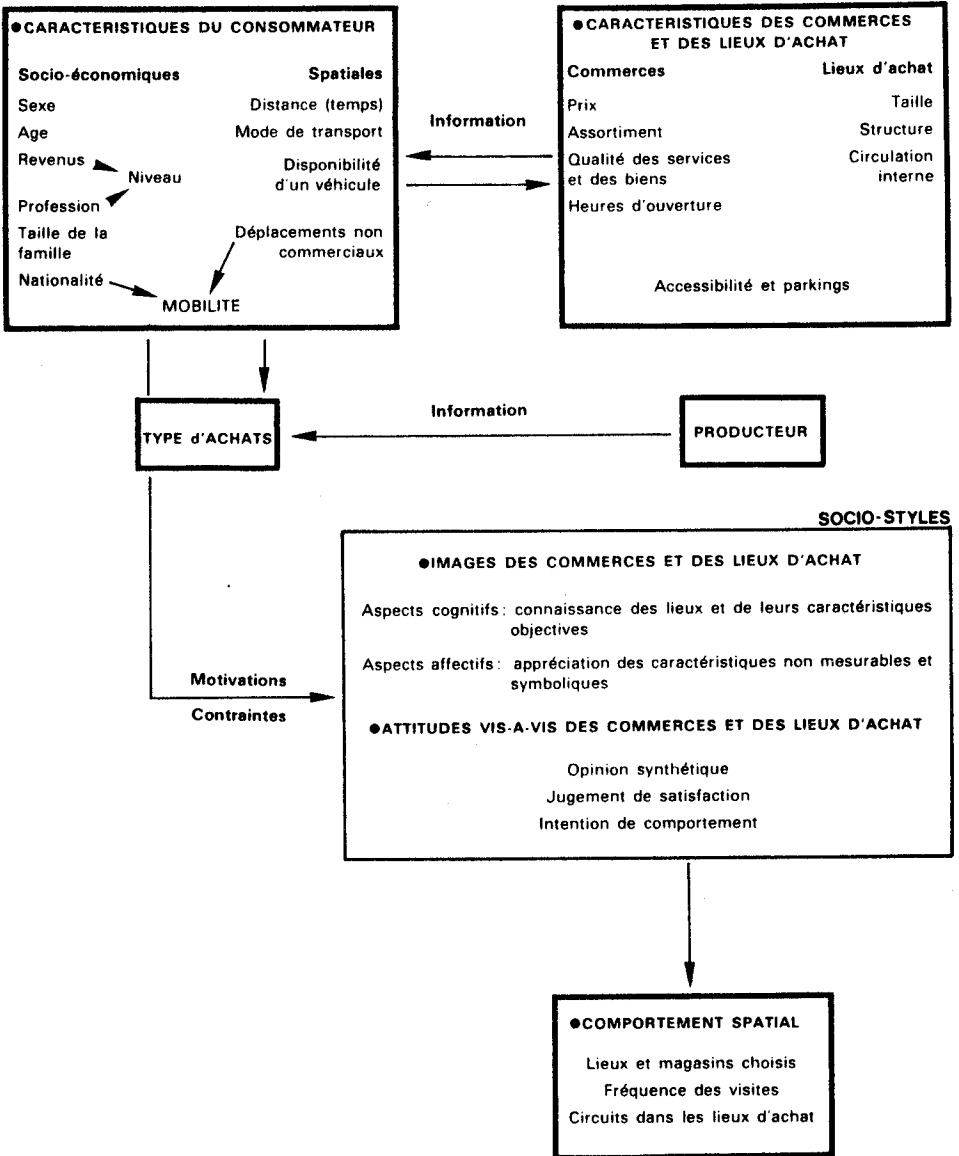 ●CARACTERISTIQUES DU CONSOMMATEUR
Socio-économiques
Spatiales
Sexe
Distance (temps)
Age
Mode de transport
Revenus
Niveau
Disponibilité
d'un véhicule
Profession
Taille de la
famille
Déplacements non
commerciaux
Nationalité
MOBILITE
Information
●CARACTERISTIQUES DES COMMERCES
ET DES LIEUX D'ACHAT
Commerces
Lieux d'achat
Prix
Taille
Assortiment
Structure
Qualité des services
et des biens
Circulation
interne
Heures d'ouverture
Accessibilité et parkings
TYPE d'ACHATS
Information
PRODUCTEUR
SOCIO-STYLES
●IMAGES DES COMMERCES ET DES LIEUX D'ACHAT
Aspects cognitifs : connaissance des lieux et de leurs caractéristiques
objectives
Aspects affectifs : appréciation des caractéristiques non mesurables et
symboliques
Motivations
Contraintes
●ATTITUDES VIS-A-VIS DES COMMERCES ET DES LIEUX D'ACHAT
Opinion synthétique
Jugement de satisfaction
Intention de comportement
●COMPORTEMENT SPATIAL
Lieux et magasins choisis
Fréquence des visites
Circuits dans les lieux d'achat